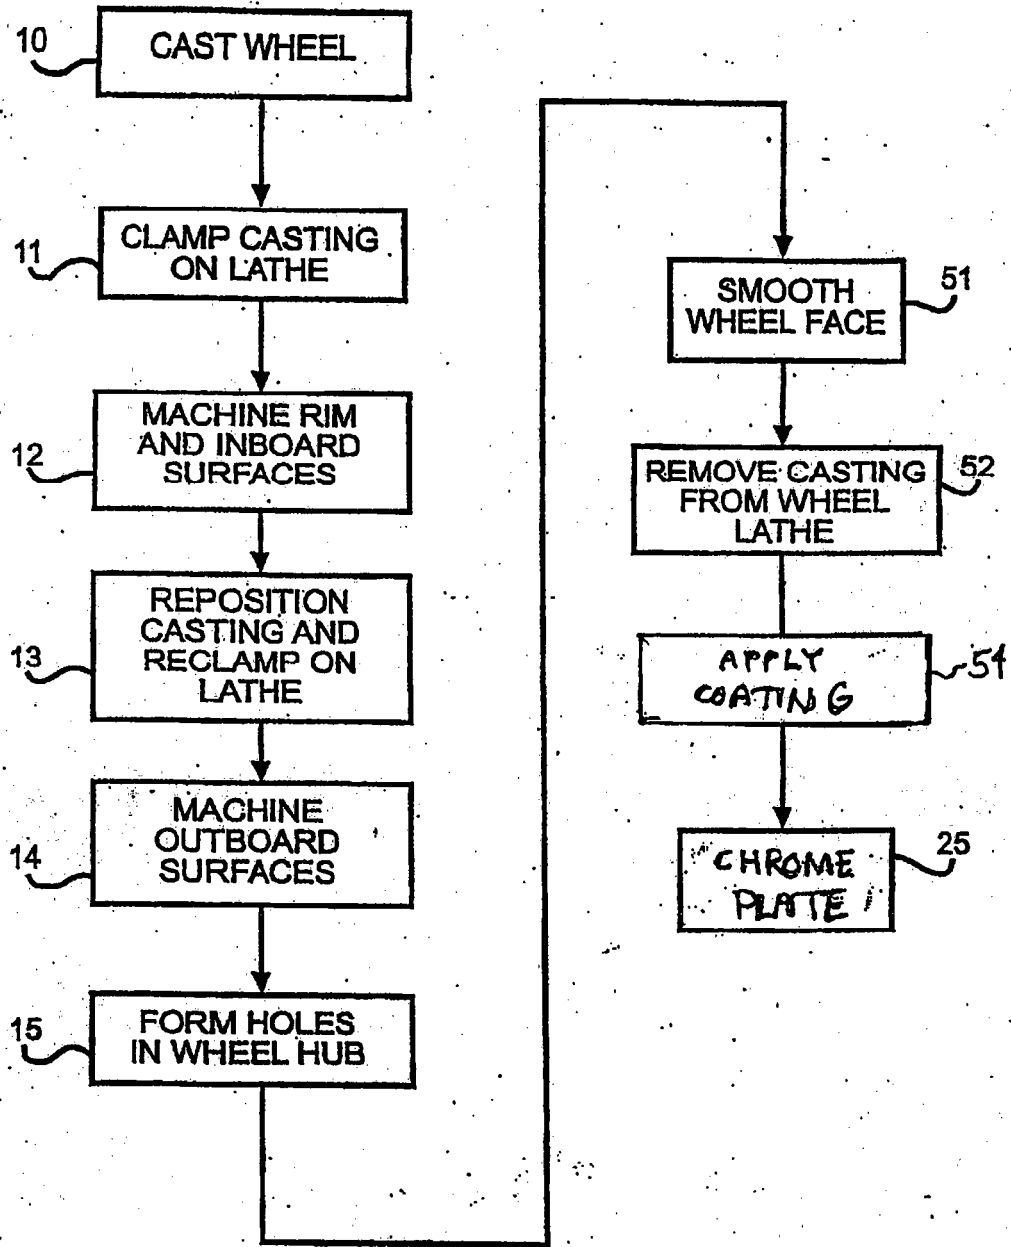 10
CAST WHEEL
11
CLAMP CASTING
ON LATHE
12
MACHINE RIM
AND INBOARD
SURFACES
13
REPOSITION
CASTING AND
RECLAMP ON
LATHE
14
MACHINE
OUTBOARD
SURFACES
15
FORM HOLES
IN WHEEL HUB
51
SMOOTH
WHEEL FACE
52
REMOVE CASTING
FROM WHEEL
LATHE
54
APPLY
COATING
25
CHROME
PLATE